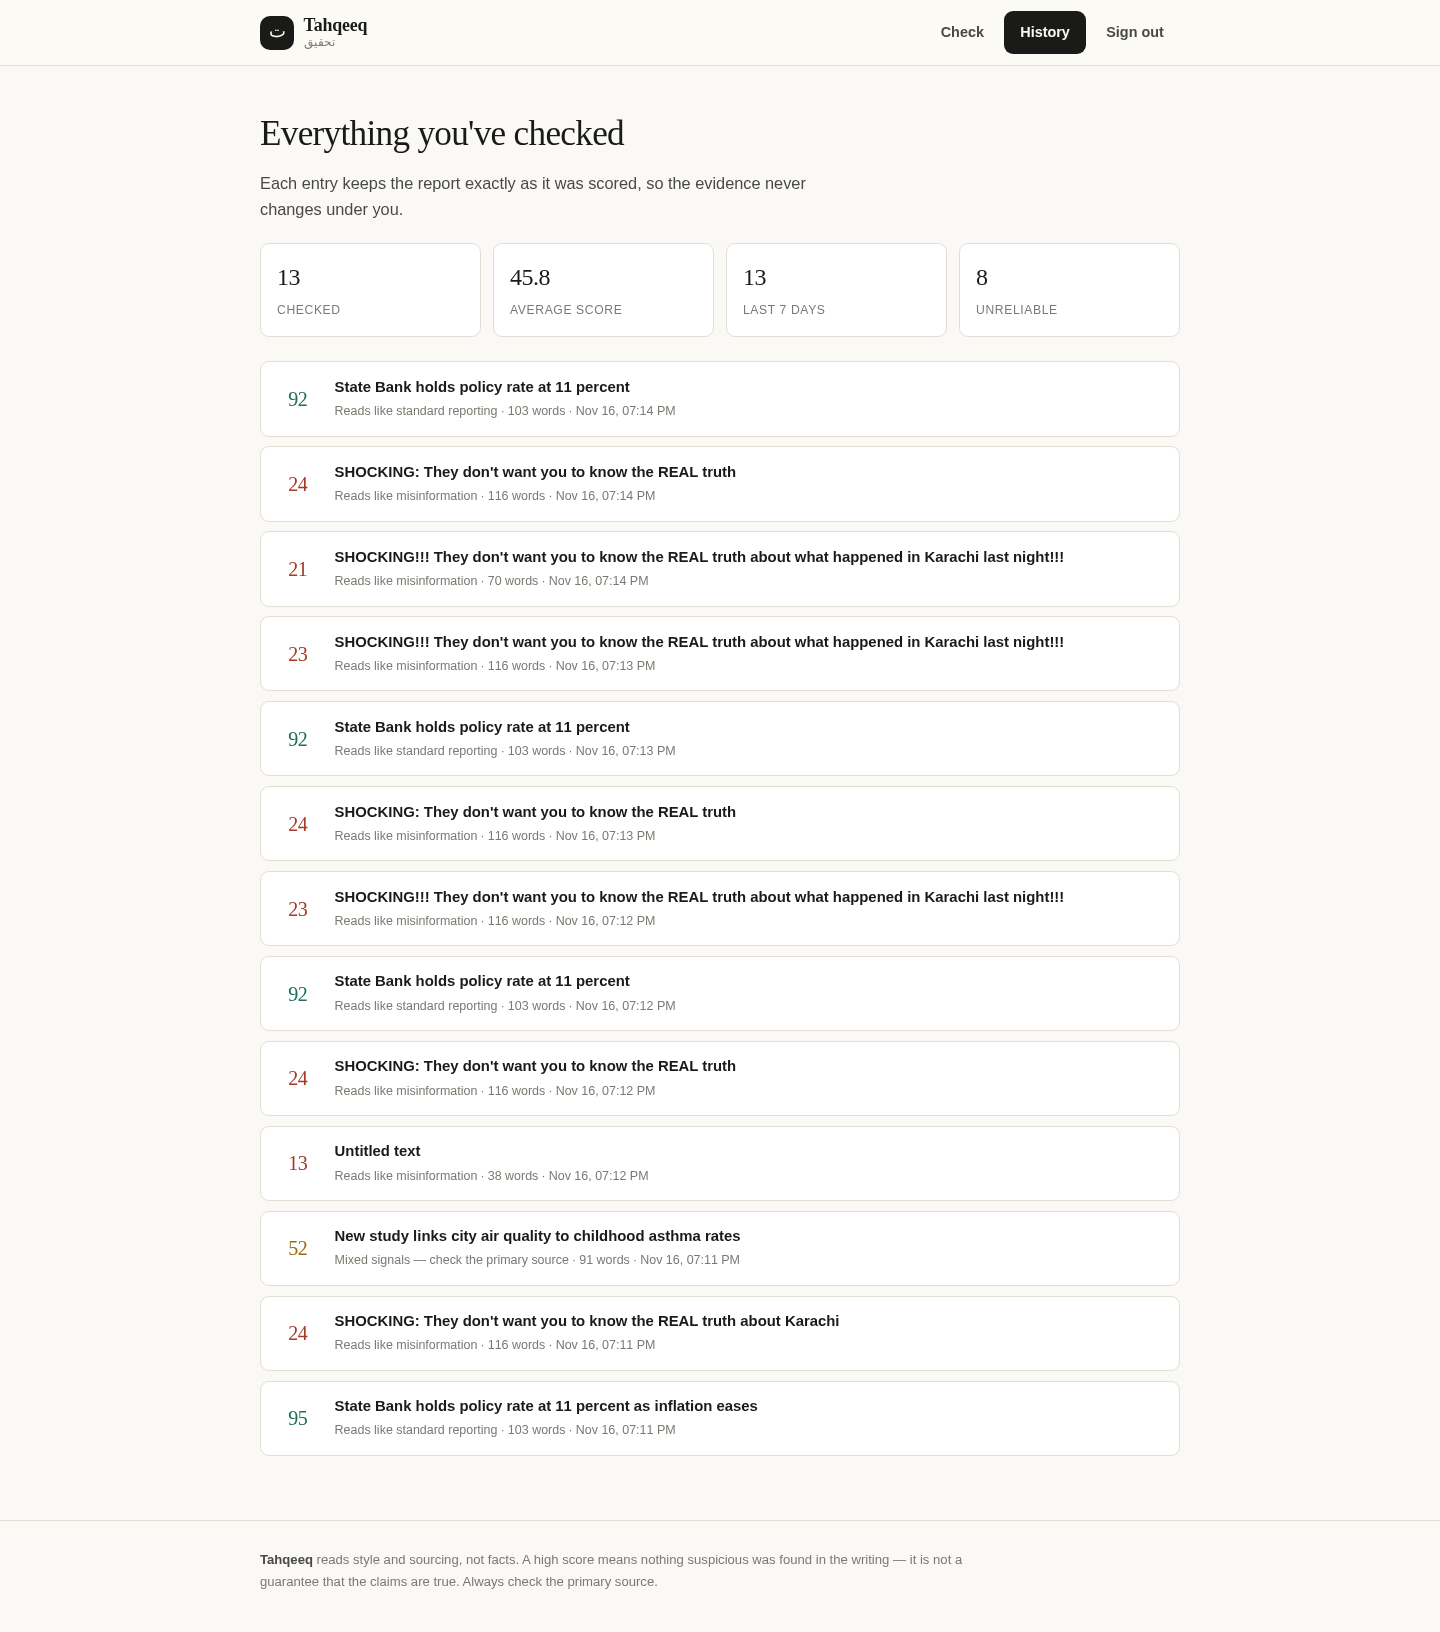 ت
Tahqeeq
تحقیق
Check
History
Sign out
Everything you've checked
Each entry keeps the report exactly as it was scored, so the evidence never
changes under you.
13
CHECKED
45.8
AVERAGE SCORE
13
LAST 7 DAYS
8
UNRELIABLE
92
State Bank holds policy rate at 11 percent
Reads like standard reporting · 103 words · Nov 16, 07:14 PM
24
SHOCKING: They don't want you to know the REAL truth
Reads like misinformation · 116 words · Nov 16, 07:14 PM
21
SHOCKING!!! They don't want you to know the REAL truth about what happened in Karachi last night!!!
Reads like misinformation · 70 words · Nov 16, 07:14 PM
23
SHOCKING!!! They don't want you to know the REAL truth about what happened in Karachi last night!!!
Reads like misinformation · 116 words · Nov 16, 07:13 PM
92
State Bank holds policy rate at 11 percent
Reads like standard reporting · 103 words · Nov 16, 07:13 PM
24
SHOCKING: They don't want you to know the REAL truth
Reads like misinformation · 116 words · Nov 16, 07:13 PM
23
SHOCKING!!! They don't want you to know the REAL truth about what happened in Karachi last night!!!
Reads like misinformation · 116 words · Nov 16, 07:12 PM
92
State Bank holds policy rate at 11 percent
Reads like standard reporting · 103 words · Nov 16, 07:12 PM
24
SHOCKING: They don't want you to know the REAL truth
Reads like misinformation · 116 words · Nov 16, 07:12 PM
13
Untitled text
Reads like misinformation · 38 words · Nov 16, 07:12 PM
52
New study links city air quality to childhood asthma rates
Mixed signals — check the primary source · 91 words · Nov 16, 07:11 PM
24
SHOCKING: They don't want you to know the REAL truth about Karachi
Reads like misinformation · 116 words · Nov 16, 07:11 PM
95
State Bank holds policy rate at 11 percent as inflation eases
Reads like standard reporting · 103 words · Nov 16, 07:11 PM
Tahqeeq reads style and sourcing, not facts. A high score means nothing suspicious was found in the writing — it is not a
guarantee that the claims are true. Always check the primary source.